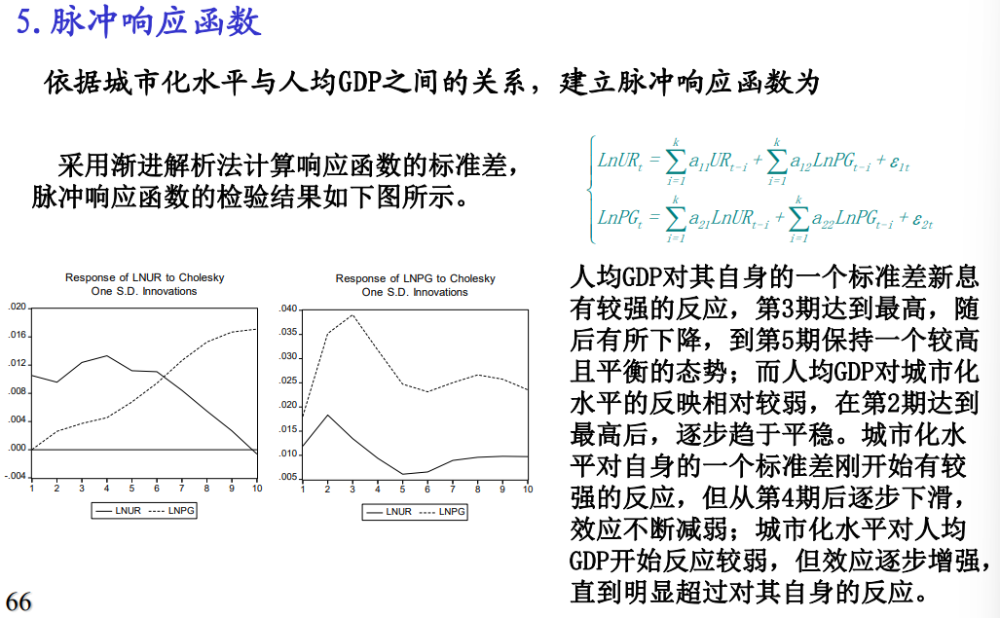 5.脉冲响应函数
依据城市化水平与人均GDP之间的关系，建立脉冲响应函数为
采用渐进解析法计算响应函数的标准差，
脉冲响应函数的检验结果如下图所示。
LnUR_t = ∑_{i=1}^{k} a_{11}UR_{t-i} + ∑_{i=1}^{k} a_{12}LnPG_{t-i} + ε_{1t}
LnPG_t = ∑_{i=1}^{k} a_{21}LnUR_{t-i} + ∑_{i=1}^{k} a_{22}LnPG_{t-i} + ε_{2t}
Response of LNUR to Cholesky
One S.D. Innovations
.020
.016
.012
.008
.004
.000
-.004
1 2 3 4 5 6 7 8 9 10
LNUR LNPG
Response of LNPG to Cholesky
One S.D. Innovations
.040
.035
.030
.025
.020
.015
.010
.005
1 2 3 4 5 6 7 8 9 10
LNUR LNPG
人均GDP对其自身的一个标准差新息
有较强的反应，第3期达到最高，随
后有所下降，到第5期保持一个较高
且平衡的态势；而人均GDP对城市化
水平的反映相对较弱，在第2期达到
最高后，逐步趋于平稳。城市化水
平对自身的一个标准差刚开始有较
强的反应，但从第4期后逐步下滑，
效应不断减弱；城市化水平对人均
GDP开始反应较弱，但效应逐步增强，
直到明显超过对其自身的反应。
66